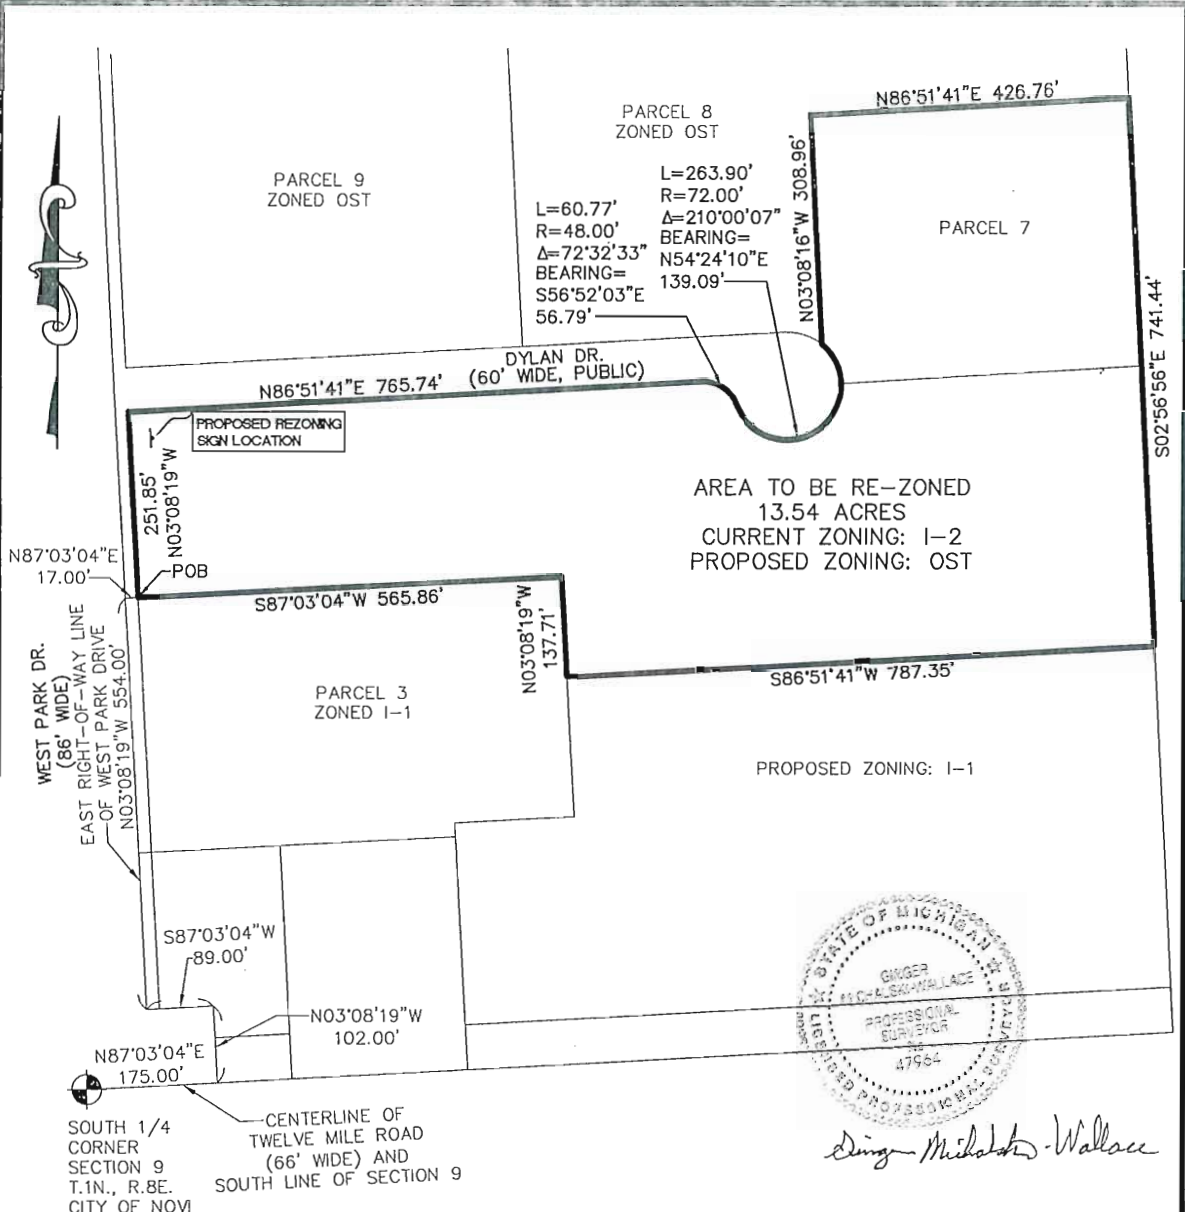 N86°51'41"E 426.76'
PARCEL 8
ZONED OST
PARCEL 9
ZONED OST
L=263.90'
R=72.00'
Δ=210°00'07"
BEARING=
N54°24'10"E
139.09'
L=60.77'
R=48.00'
Δ=72°32'33"
BEARING=
S56°52'03"E
56.79'
N03°08'16"W 308.96'
PARCEL 7
S02°56'56"E 741.44'
DYLAN DR.
(60' WIDE, PUBLIC)
N86°51'41"E 765.74'
PROPOSED REZONING
SIGN LOCATION
251.85'
N03°08'19"W
AREA TO BE RE-ZONED
13.54 ACRES
CURRENT ZONING: I-2
PROPOSED ZONING: OST
N87°03'04"E
17.00'
POB
S87°03'04"W 565.86'
N03°08'19"W
137.71'
S86°51'41"W 787.35'
WEST PARK DR.
(86' WIDE)
EAST RIGHT-OF-WAY LINE
OF WEST PARK DRIVE
N03°08'19"W 554.00'
PARCEL 3
ZONED I-1
PROPOSED ZONING: I-1
S87°03'04"W
89.00'
N03°08'19"W
102.00'
N87°03'04"E
175.00'
STATE OF MICHIGAN
GINGER
MICHALSKI-WALLACE
PROFESSIONAL
SURVEYOR
47964
LICENSED PROFESSIONAL SURVEYOR
SOUTH 1/4
CORNER
SECTION 9
T.1N., R.8E.
CITY OF NOVI
CENTERLINE OF
TWELVE MILE ROAD
(66' WIDE) AND
SOUTH LINE OF SECTION 9
Ginger Michalski-Wallace